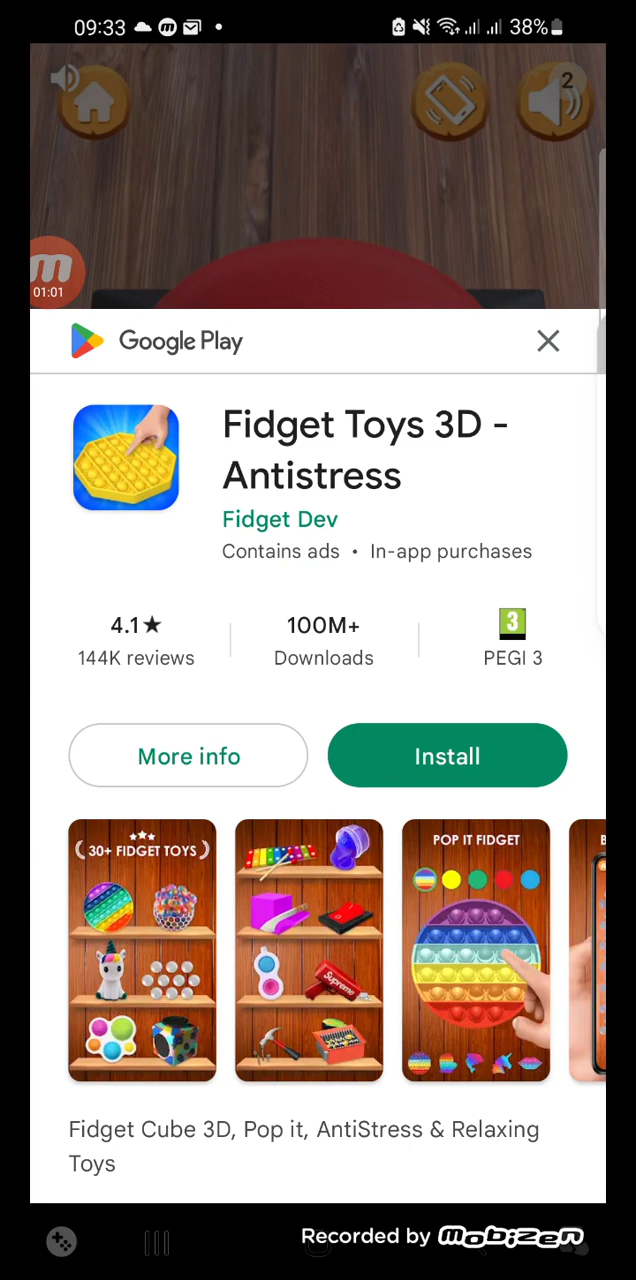 09:33
38%
2
01:01
Google Play
Fidget Toys 3D -
Antistress
Fidget Dev
Contains ads • In-app purchases
4.1★
144K reviews
100M+
Downloads
3
PEGI 3
More info
Install
30+ FIDGET TOYS
Supreme
POP IT FIDGET
B
Fidget Cube 3D, Pop it, AntiStress & Relaxing
Toys
Recorded by mobizen